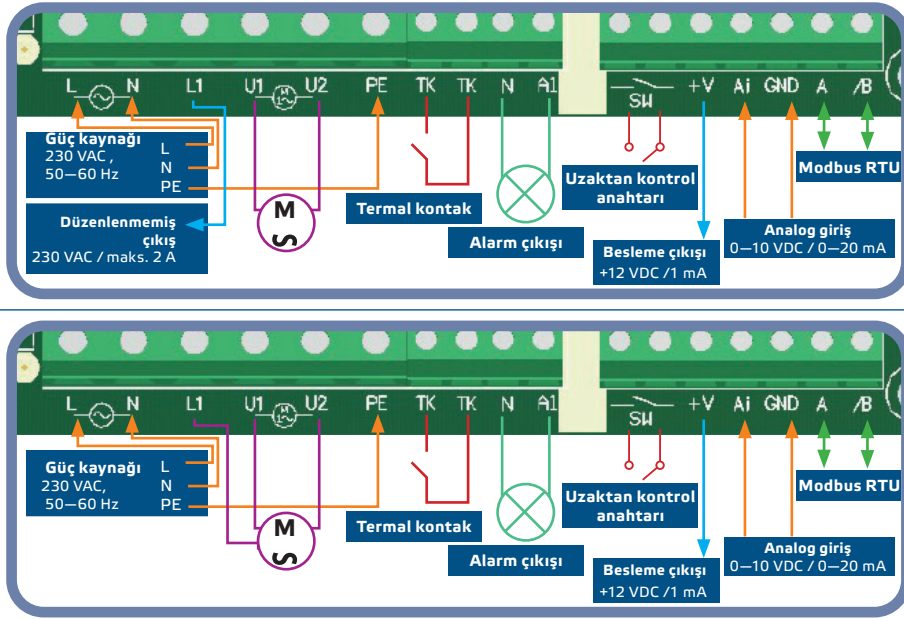 L N L1 U1 M 1~ U2 PE TK TK N A1 SW +V Ai GND A /B
Güç kaynağı
230 VAC ,
50—60 Hz
L
N
PE
Düzenlenmemiş
çıkış
230 VAC / maks. 2 A
M
Termal kontak
Alarm çıkışı
Uzaktan kontrol
anahtarı
Besleme çıkışı
+12 VDC /1 mA
Analog giriş
0—10 VDC / 0—20 mA
Modbus RTU
L N L1 U1 M 1~ U2 PE TK TK N A1 SW +V Ai GND A /B
Güç kaynağı
230 VAC,
50—60 Hz
L
N
PE
M
Termal kontak
Alarm çıkışı
Uzaktan kontrol
anahtarı
Besleme çıkışı
+12 VDC /1 mA
Analog giriş
0—10 VDC / 0—20 mA
Modbus RTU